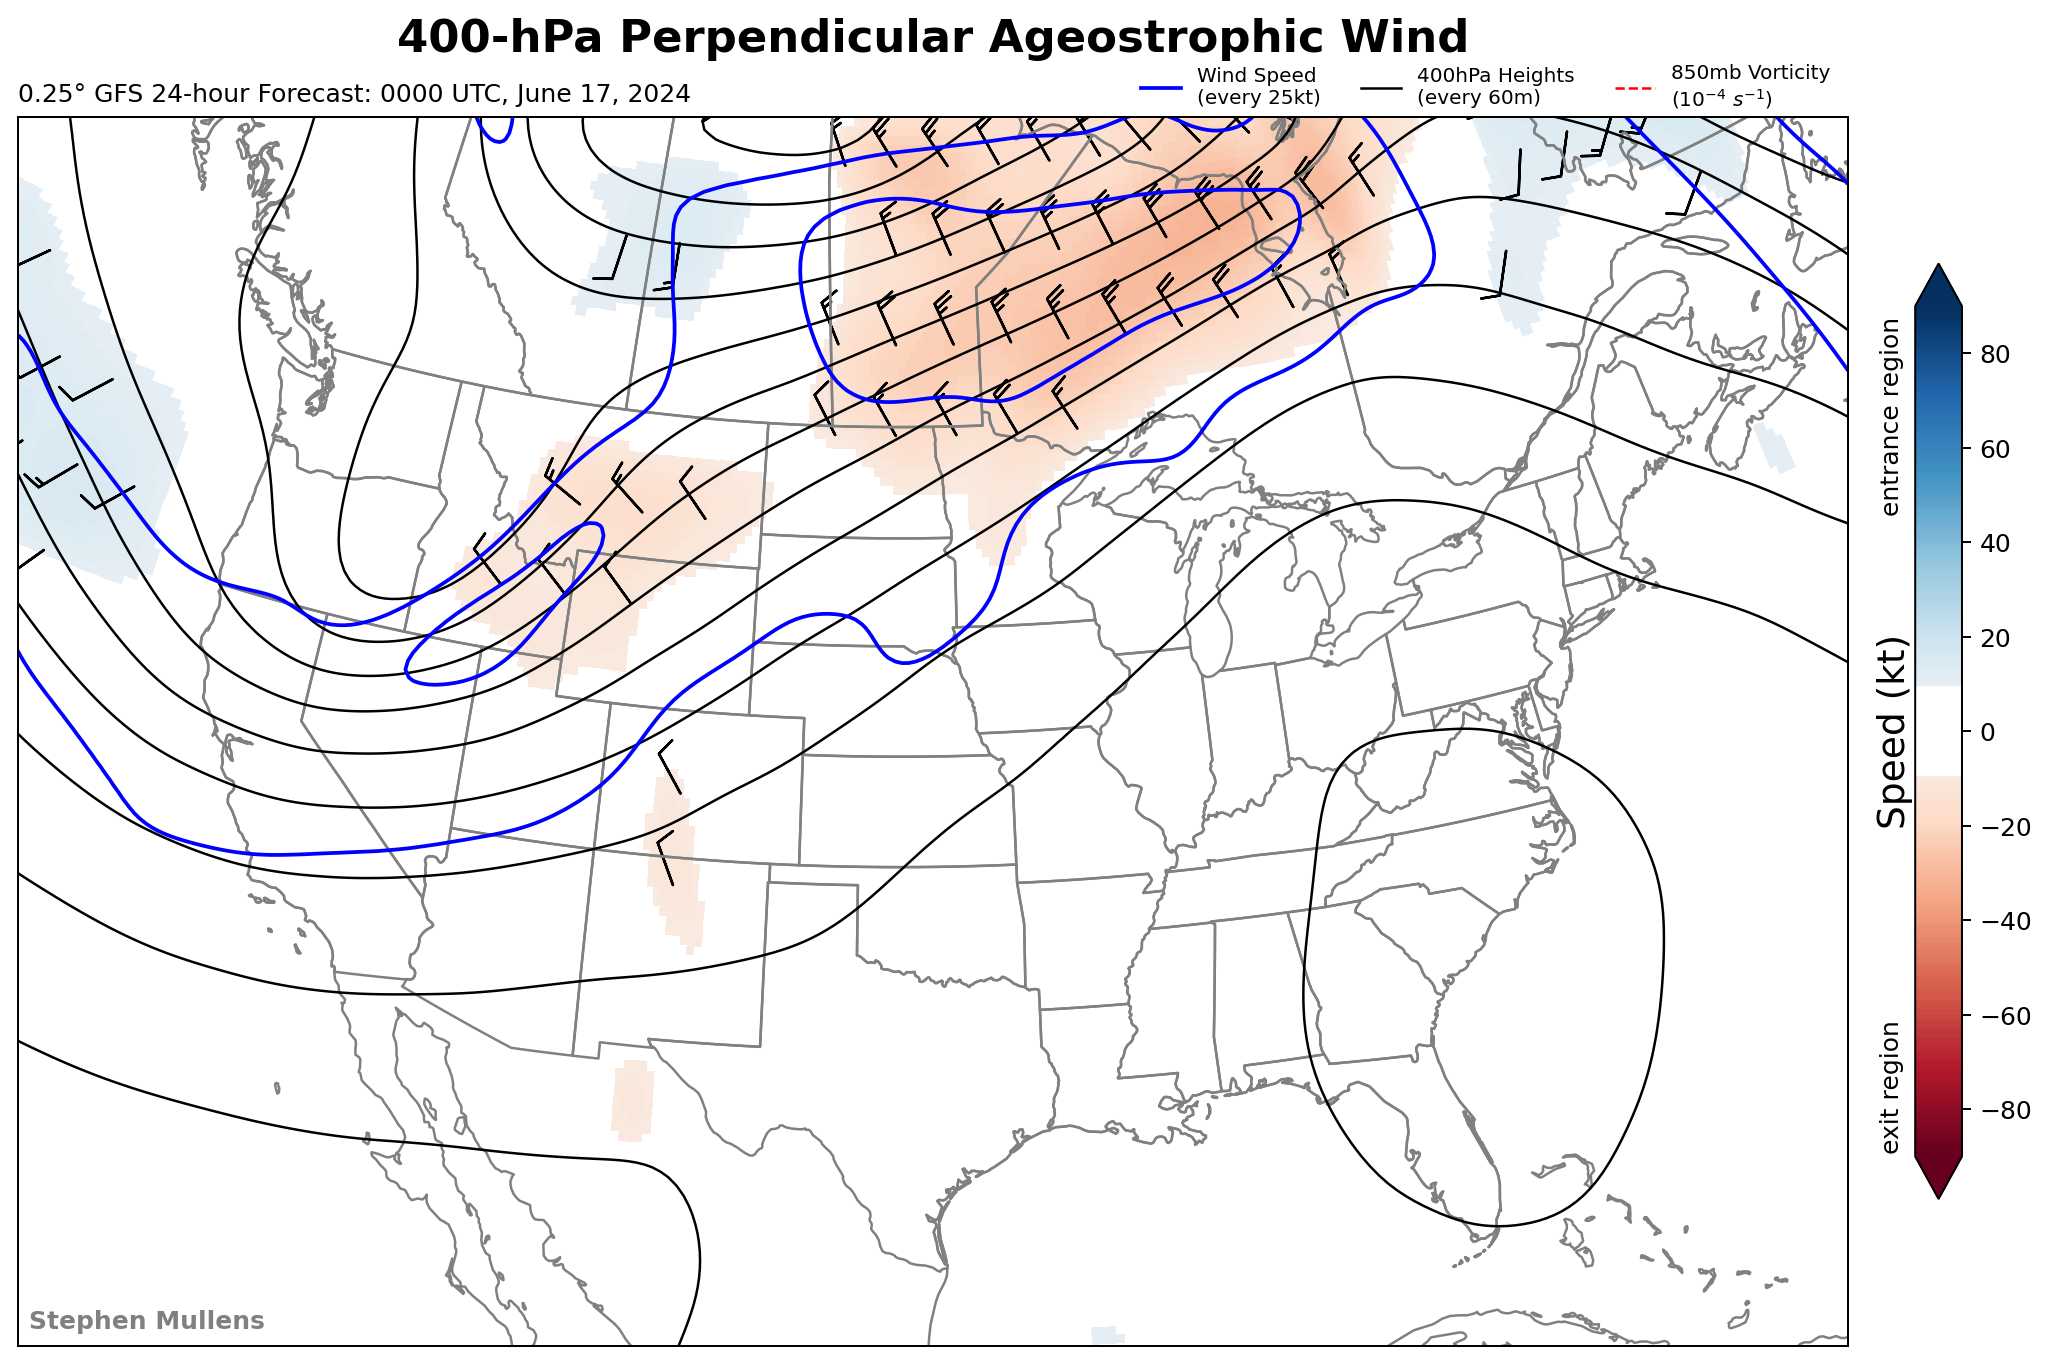 400-hPa Perpendicular Ageostrophic Wind
0.25° GFS 24-hour Forecast: 0000 UTC, June 17, 2024
Wind Speed
(every 25kt)
400hPa Heights
(every 60m)
850mb Vorticity
(10⁻⁴ s⁻¹)
entrance region
Speed (kt)
exit region
80
60
40
20
0
−20
−40
−60
−80
Stephen Mullens